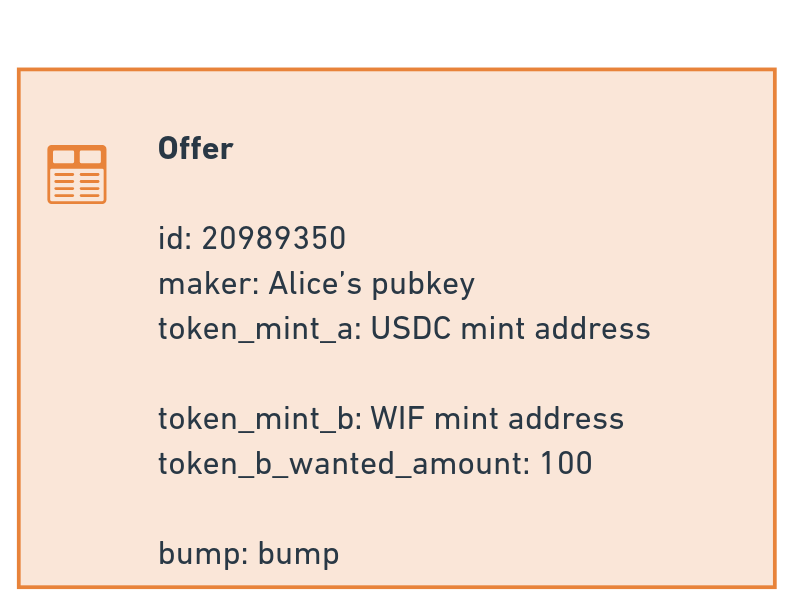 Offer
id: 20989350
maker: Alice’s pubkey
token_mint_a: USDC mint address
token_mint_b: WIF mint address
token_b_wanted_amount: 100
bump: bump